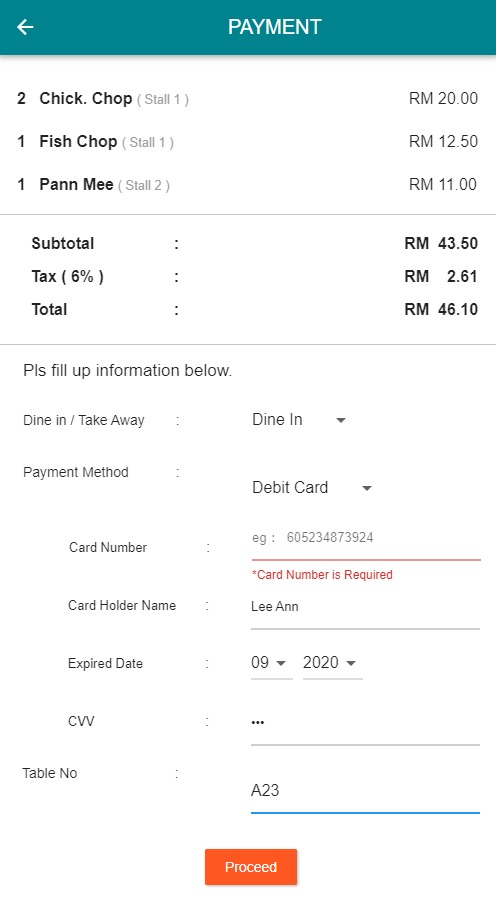 PAYMENT
2 Chick. Chop ( Stall 1 ) RM 20.00
1 Fish Chop ( Stall 1 ) RM 12.50
1 Pann Mee ( Stall 2 ) RM 11.00
Subtotal : RM 43.50
Tax ( 6% ) : RM 2.61
Total : RM 46.10
Pls fill up information below.
Dine in / Take Away : Dine In
Payment Method :
Debit Card
Card Number : eg : 605234873924
*Card Number is Required
Card Holder Name : Lee Ann
Expired Date : 09 2020
CVV : •••
Table No :
A23
Proceed